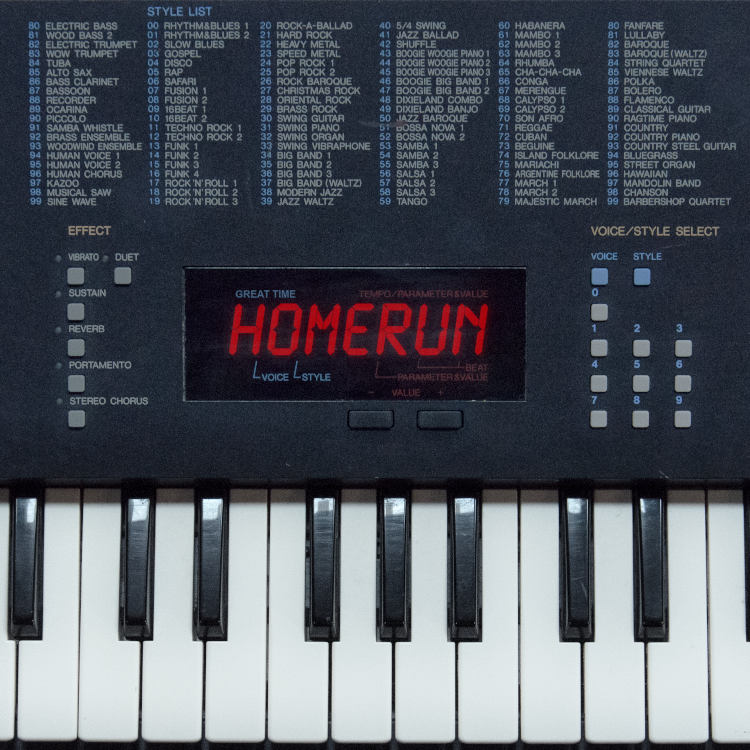 80 ELECTRIC BASS
81 WOOD BASS 2
82 ELECTRIC TRUMPET
83 WOW TRUMPET
84 TUBA
85 ALTO SAX
86 BASS CLARINET
87 BASSOON
88 RECORDER
89 OCARINA
90 PICCOLO
91 SAMBA WHISTLE
92 BRASS ENSEMBLE
93 WOODWIND ENSEMBLE
94 HUMAN VOICE 1
95 HUMAN VOICE 2
96 HUMAN CHORUS
97 KAZOO
98 MUSICAL SAW
99 SINE WAVE
STYLE LIST
00 RHYTHM&BLUES 1
01 RHYTHM&BLUES 2
02 SLOW BLUES
03 GOSPEL
04 DISCO
05 RAP
06 SAFARI
07 FUSION 1
08 FUSION 2
09 16BEAT 1
10 16BEAT 2
11 TECHNO ROCK 1
12 TECHNO ROCK 2
13 FUNK 1
14 FUNK 2
15 FUNK 3
16 FUNK 4
17 ROCK'N'ROLL 1
18 ROCK'N'ROLL 2
19 ROCK'N'ROLL 3
20 ROCK-A-BALLAD
21 HARD ROCK
22 HEAVY METAL
23 SPEED METAL
24 POP ROCK 1
25 POP ROCK 2
26 ROCK BAROQUE
27 CHRISTMAS ROCK
28 ORIENTAL ROCK
29 BRASS ROCK
30 SWING GUITAR
31 SWING PIANO
32 SWING ORGAN
33 SWING VIBRAPHONE
34 BIG BAND 1
35 BIG BAND 2
36 BIG BAND 3
37 BIG BAND (WALTZ)
38 MODERN JAZZ
39 JAZZ WALTZ
40 5/4 SWING
41 JAZZ BALLAD
42 SHUFFLE
43 BOOGIE WOOGIE PIANO 1
44 BOOGIE WOOGIE PIANO 2
45 BOOGIE WOOGIE PIANO 3
46 BOOGIE BIG BAND 1
47 BOOGIE BIG BAND 2
48 DIXIELAND COMBO
49 DIXIELAND BANJO
50 JAZZ BAROQUE
51 BOSSA NOVA 1
52 BOSSA NOVA 2
53 SAMBA 1
54 SAMBA 2
55 SAMBA 3
56 SALSA 1
57 SALSA 2
58 SALSA 3
59 TANGO
60 HABANERA
61 MAMBO 1
62 MAMBO 2
63 MAMBO 3
64 RHUMBA
65 CHA-CHA-CHA
66 CONGA
67 MERENGUE
68 CALYPSO 1
69 CALYPSO 2
70 SON AFRO
71 REGGAE
72 CUBAN
73 BEGUINE
74 ISLAND FOLKLORE
75 MARIACHI
76 ARGENTINE FOLKLORE
77 MARCH 1
78 MARCH 2
79 MAJESTIC MARCH
80 FANFARE
81 LULLABY
82 BAROQUE
83 BAROQUE(WALTZ)
84 STRING QUARTET
85 VIENNESE WALTZ
86 POLKA
87 BOLERO
88 FLAMENCO
89 CLASSICAL GUITAR
90 RAGTIME PIANO
91 COUNTRY
92 COUNTRY PIANO
93 COUNTRY STEEL GUITAR
94 BLUEGRASS
95 STREET ORGAN
96 HAWAIIAN
97 MANDOLIN BAND
98 CHANSON
99 BARBERSHOP QUARTET
EFFECT
VIBRATO DUET
SUSTAIN
REVERB
PORTAMENTO
STEREO CHORUS
GREAT TIME TEMPO/PARAMETER&VALUE
HOMERUN
VOICE STYLE
BEAT
PARAMETER&VALUE
- VALUE +
VOICE/STYLE SELECT
VOICE STYLE
0
1 2 3
4 5 6
7 8 9